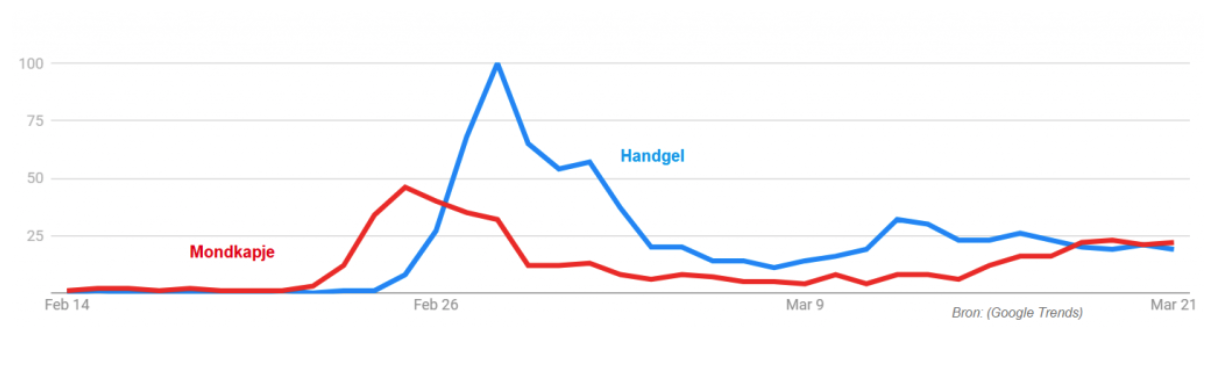 100
75
Handgel
50
25
Mondkapje
Feb 14
Feb 26
Mar 9
Mar 21
Bron: (Google Trends)